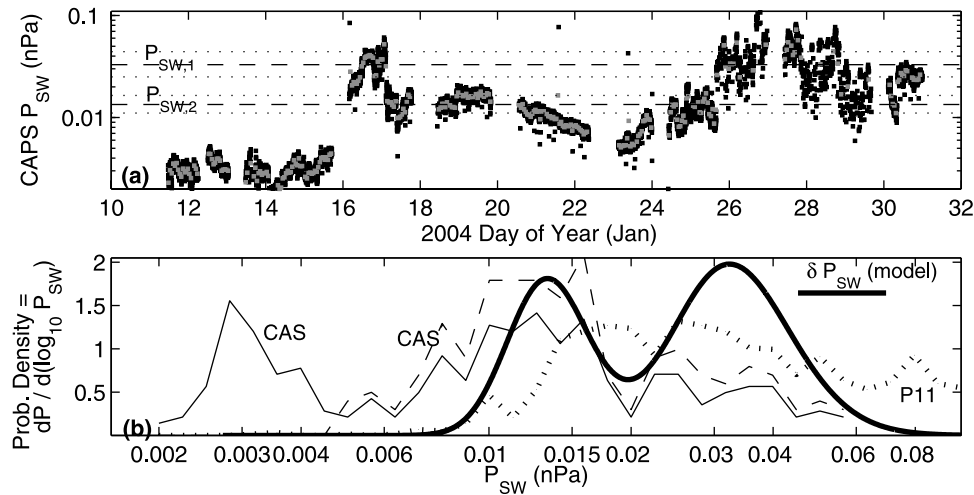 0.1
CAPS P_SW (nPa)
P_SW,1
P_SW,2
0.01
(a)
10 12 14 16 18 20 22 24 26 28 30 32
2004 Day of Year (Jan)
2
δ P_SW (model)
Prob. Density =
dP / d(log_10 P_SW)
1.5
CAS
CAS
1
0.5
P11
(b)
0.002 0.003 0.004 0.006 0.01 0.015 0.02 0.03 0.04 0.06 0.08
P_SW (nPa)